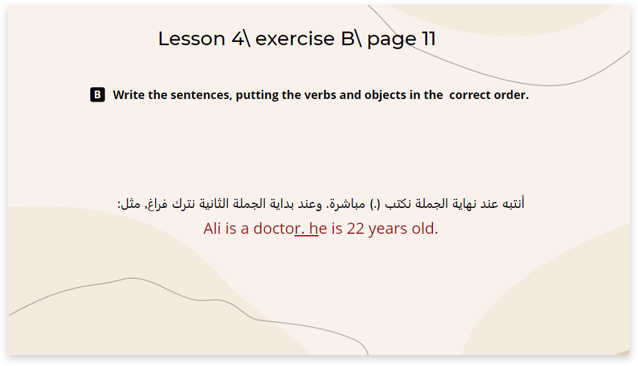 Lesson 4\ exercise B\ page 11
B Write the sentences, putting the verbs and objects in the correct order.
أنتبه عند نهاية الجملة نكتب (.) مباشرة. وعند بداية الجملة الثانية نترك فراغ, مثل:
Ali is a doctor. he is 22 years old.